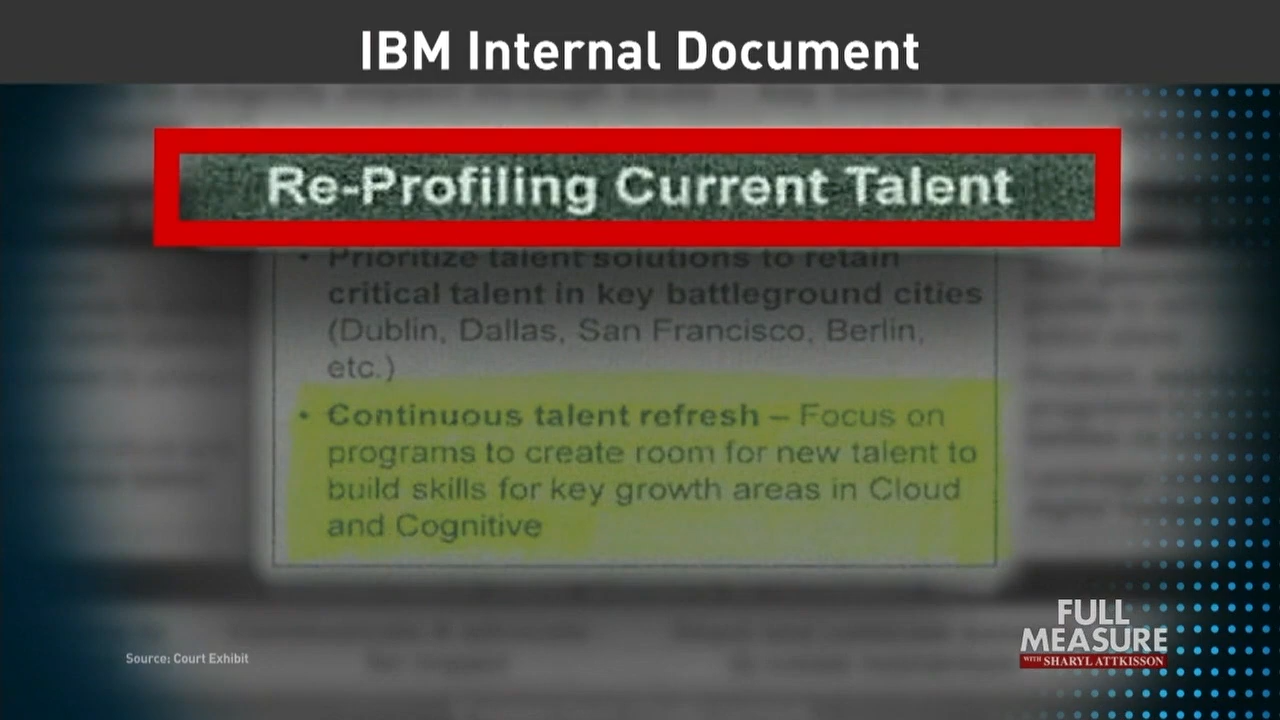 IBM Internal Document
Re-Profiling Current Talent
• Prioritize talent solutions to retain
critical talent in key battleground cities
(Dublin, Dallas, San Francisco, Berlin,
etc.)
• Continuous talent refresh – Focus on
programs to create room for new talent to
build skills for key growth areas in Cloud
and Cognitive
Source: Court Exhibit
FULL
MEASURE
WITH SHARYL ATTKISSON